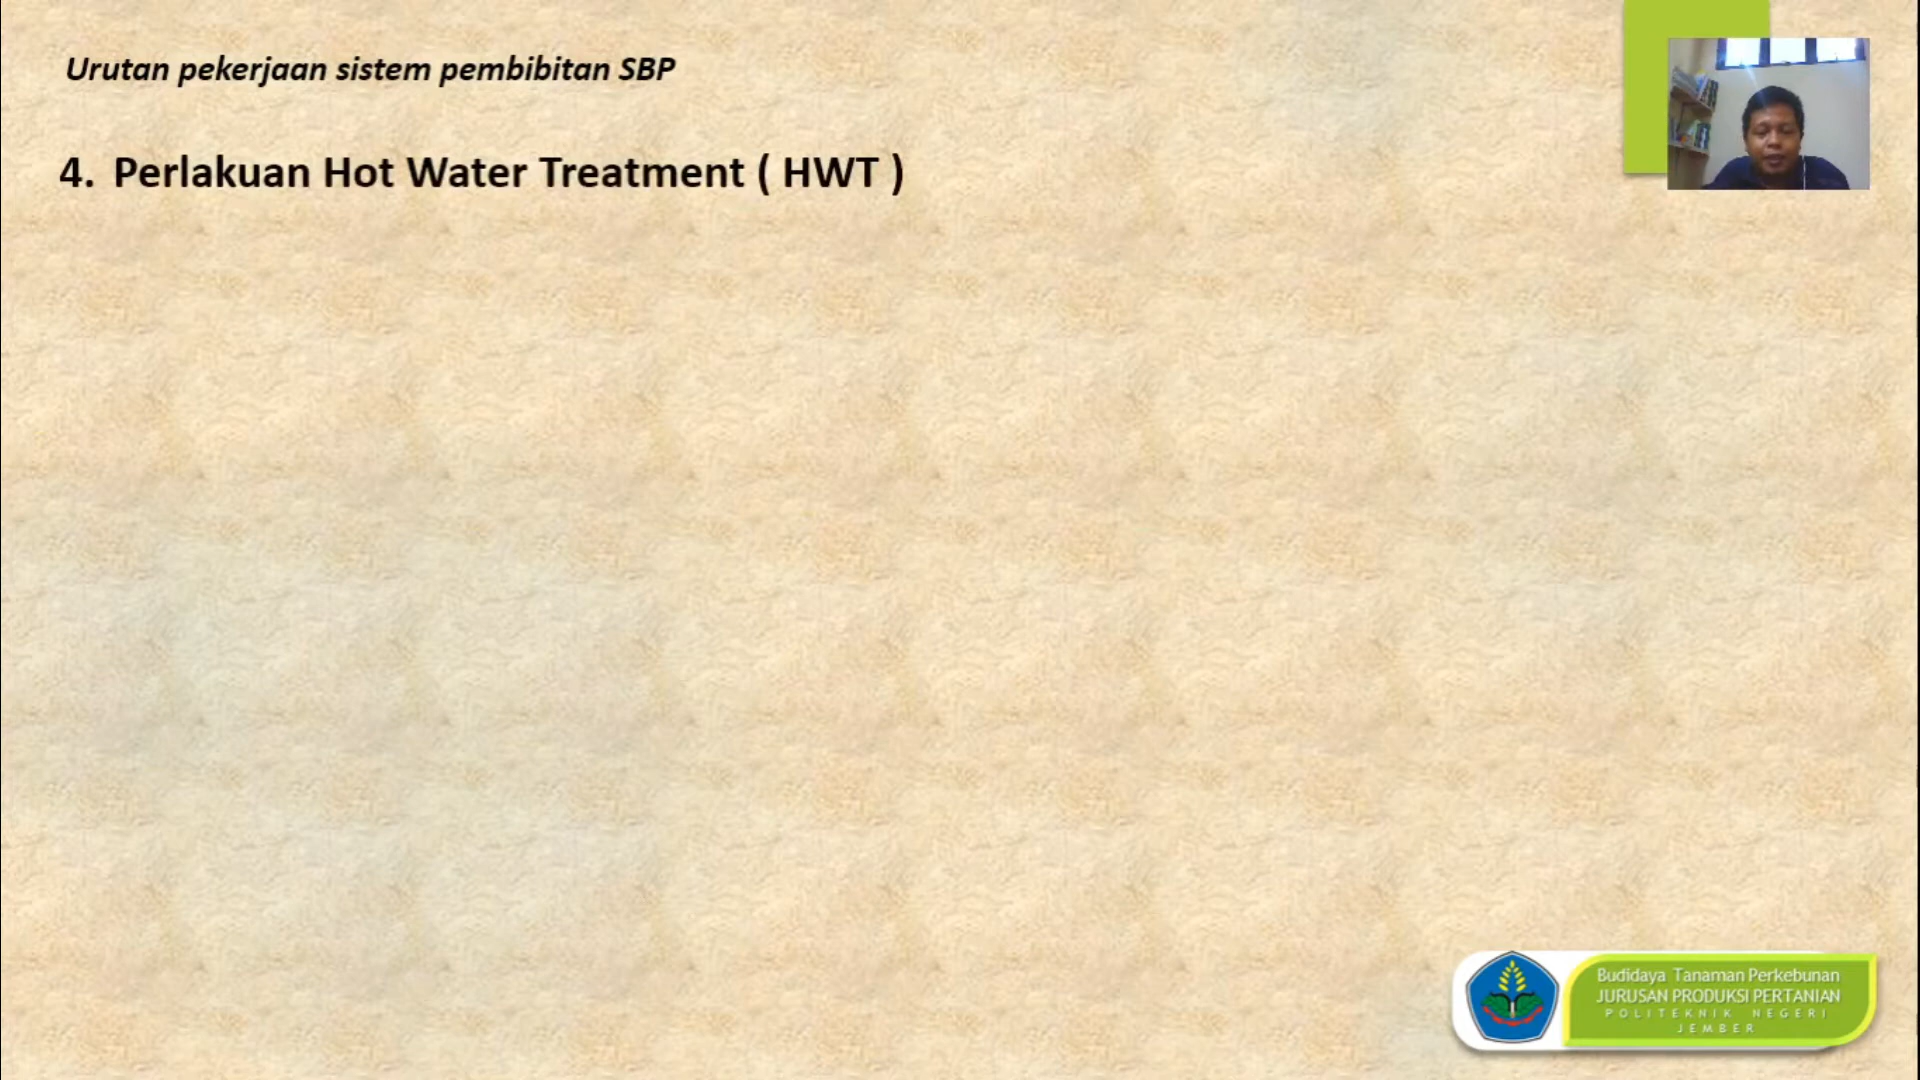 Urutan pekerjaan sistem pembibitan SBP
4. Perlakuan Hot Water Treatment ( HWT )
Budidaya Tanaman Perkebunan
JURUSAN PRODUKSI PERTANIAN
POLITEKNIK NEGERI
JEMBER